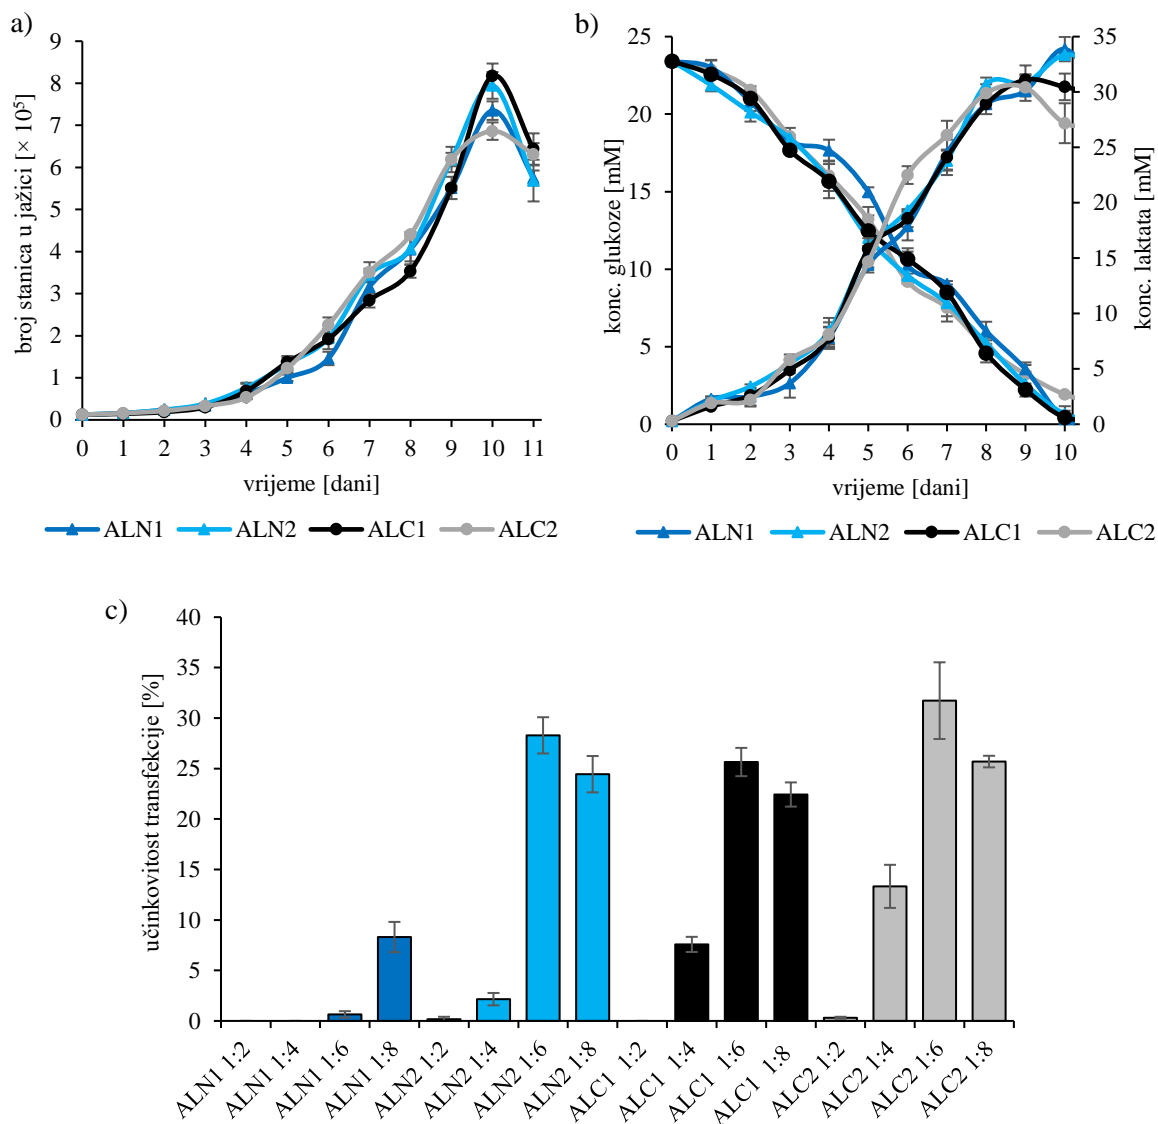 a)
broj stanica u jažici [× 10⁵]
9
8
7
6
5
4
3
2
1
0
0 1 2 3 4 5 6 7 8 9 10 11
vrijeme [dani]
ALN1 ALN2 ALC1 ALC2
b)
konc. glukoze [mM]
25
20
15
10
5
0
35
30
25
20
15
10
5
0
konc. laktata [mM]
0 1 2 3 4 5 6 7 8 9 10
vrijeme [dani]
ALN1 ALN2 ALC1 ALC2
c)
učinkovitost transfekcije [%]
40
35
30
25
20
15
10
5
0
ALN1 1:2
ALN1 1:4
ALN1 1:6
ALN1 1:8
ALN2 1:2
ALN2 1:4
ALN2 1:6
ALN2 1:8
ALC1 1:2
ALC1 1:4
ALC1 1:6
ALC1 1:8
ALC2 1:2
ALC2 1:4
ALC2 1:6
ALC2 1:8